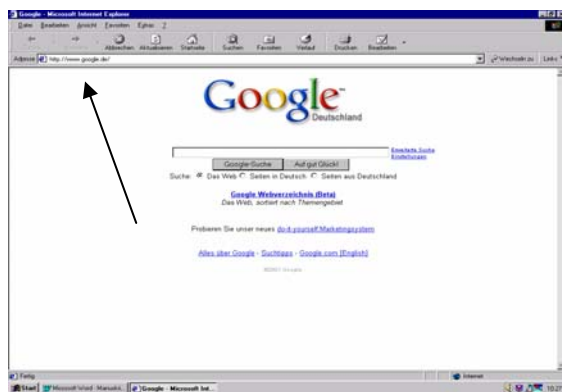 Google - Microsoft Internet Explorer
Datei Bearbeiten Ansicht Favoriten Extras ?
Abbrechen Aktualisieren Startseite Suchen Favoriten Verlauf Drucken Bearbeiten
Adresse http://www.google.de/ Wechseln zu Links
Google™
Deutschland
Erweiterte Suche
Einstellungen
Google-Suche Auf gut Glück!
Suche: Das Web Seiten in Deutsch Seiten aus Deutschland
Google Webverzeichnis (Beta)
Das Web, sortiert nach Themengebiet
Probieren Sie unser neues do-it-yourself Marketingsystem
Alles über Google - Suchtipps - Google.com [English]
Google
Fertig Internet
Start Microsoft Word - Google - Microsoft Int... 10:27